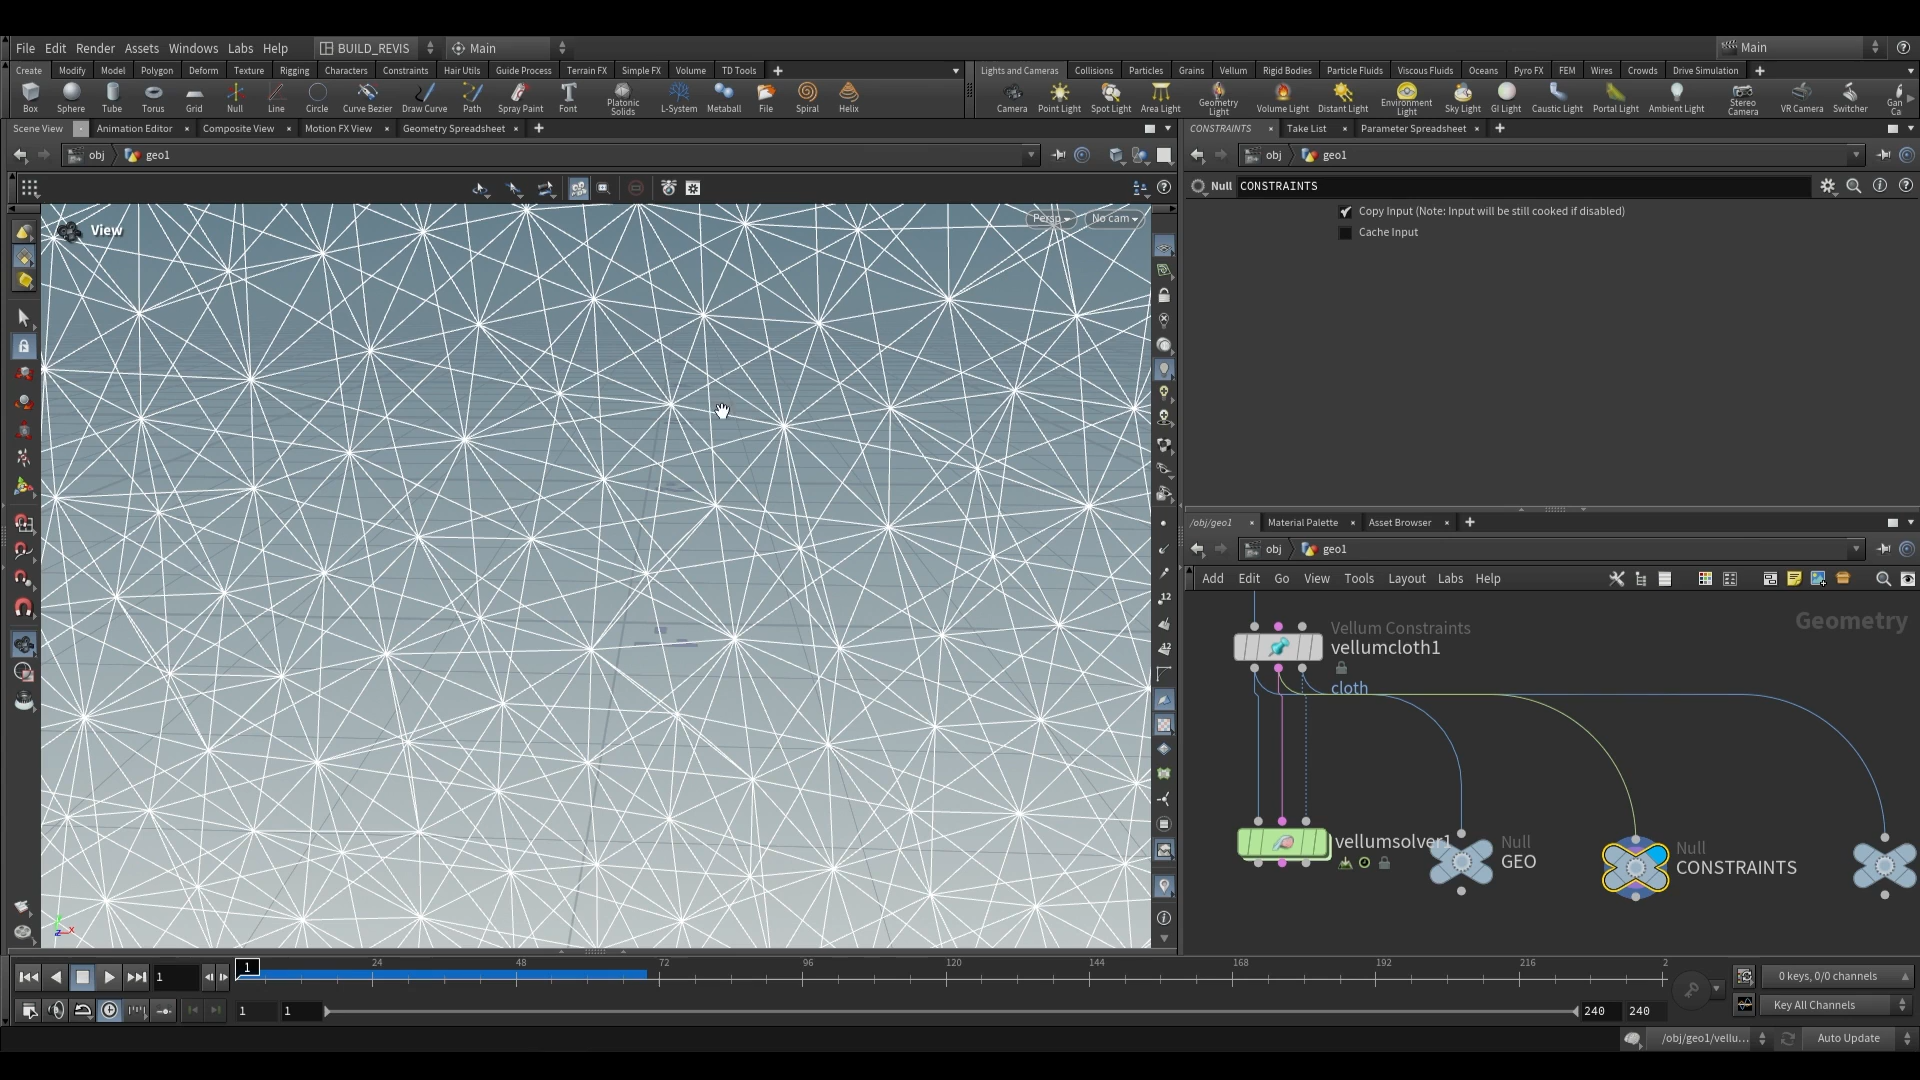 File Edit Render Assets Windows Labs Help BUILD_REVIS Main Main
Create Modify Model Polygon Deform Texture Rigging Characters Constraints Hair Utils Guide Process Terrain FX Simple FX Volume TD Tools
Lights and Cameras Collisions Particles Grains Vellum Rigid Bodies Particle Fluids Viscous Fluids Oceans Pyro FX FEM Wires Crowds Drive Simulation
Box Sphere Tube Torus Grid Null Line Circle Curve Bezier Draw Curve Path Spray Paint Font Platonic Solids L-System Metaball File Spiral Helix
Camera Point Light Spot Light Area Light Geometry Light Volume Light Distant Light Environment Light Sky Light GI Light Caustic Light Portal Light Ambient Light Stereo Camera VR Camera Switcher Gan Ca
Scene View Animation Editor Composite View Motion FX View Geometry Spreadsheet
CONSTRAINTS Take List Parameter Spreadsheet
obj geo1
obj geo1
Null CONSTRAINTS
Copy Input (Note: Input will be still cooked if disabled)
Cache Input
View
Persp No cam
12
12
/obj/geo1 Material Palette Asset Browser
obj geo1
Add Edit Go View Tools Layout Labs Help
Geometry
Vellum Constraints
vellumcloth1
cloth
vellumsolver1
Null
GEO
Null
CONSTRAINTS
z x
1 1 24 48 72 96 120 144 168 192 216 2
0 keys, 0/0 channels
1 1 240 240
Key All Channels
/obj/geo1/vellu... Auto Update